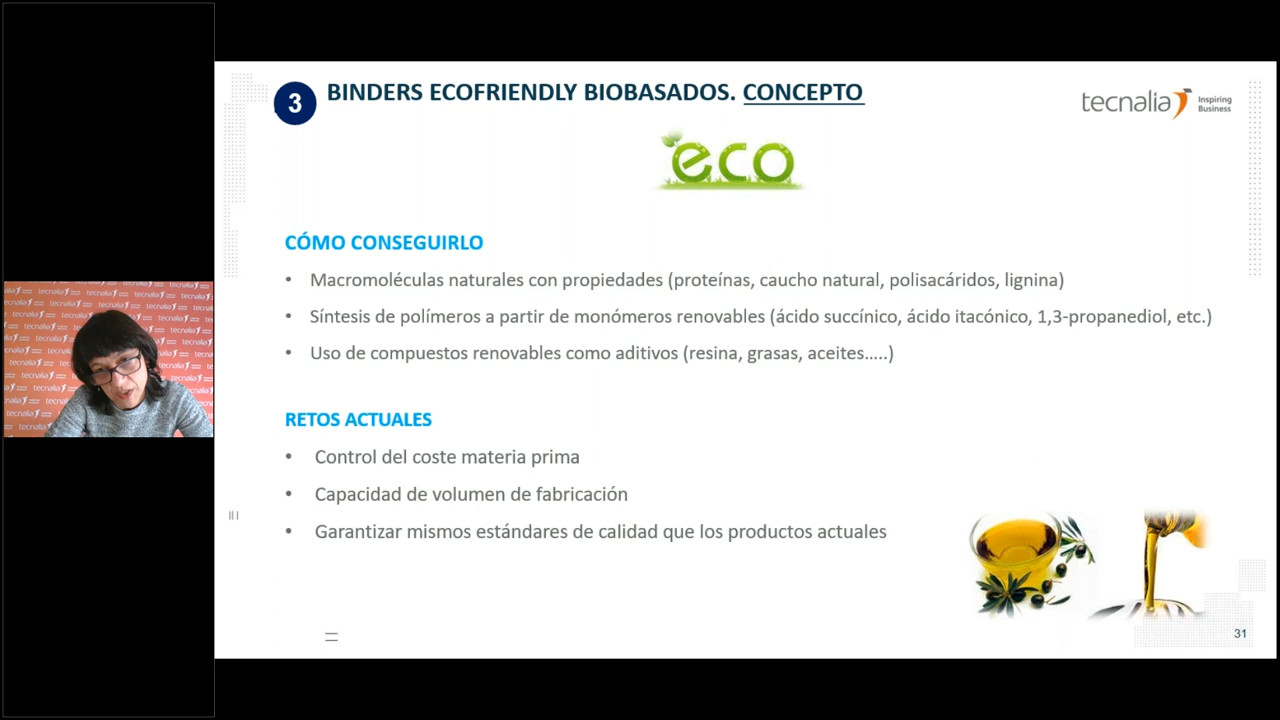 3
BINDERS ECOFRIENDLY BIOBASADOS. CONCEPTO
tecnalia Inspiring
Business
eco
CÓMO CONSEGUIRLO
• Macromoléculas naturales con propiedades (proteínas, caucho natural, polisacáridos, lignina)
• Síntesis de polímeros a partir de monómeros renovables (ácido succínico, ácido itacónico, 1,3-propanediol, etc.)
• Uso de compuestos renovables como aditivos (resina, grasas, aceites.....)
RETOS ACTUALES
• Control del coste materia prima
• Capacidad de volumen de fabricación
• Garantizar mismos estándares de calidad que los productos actuales
31
tecnalia